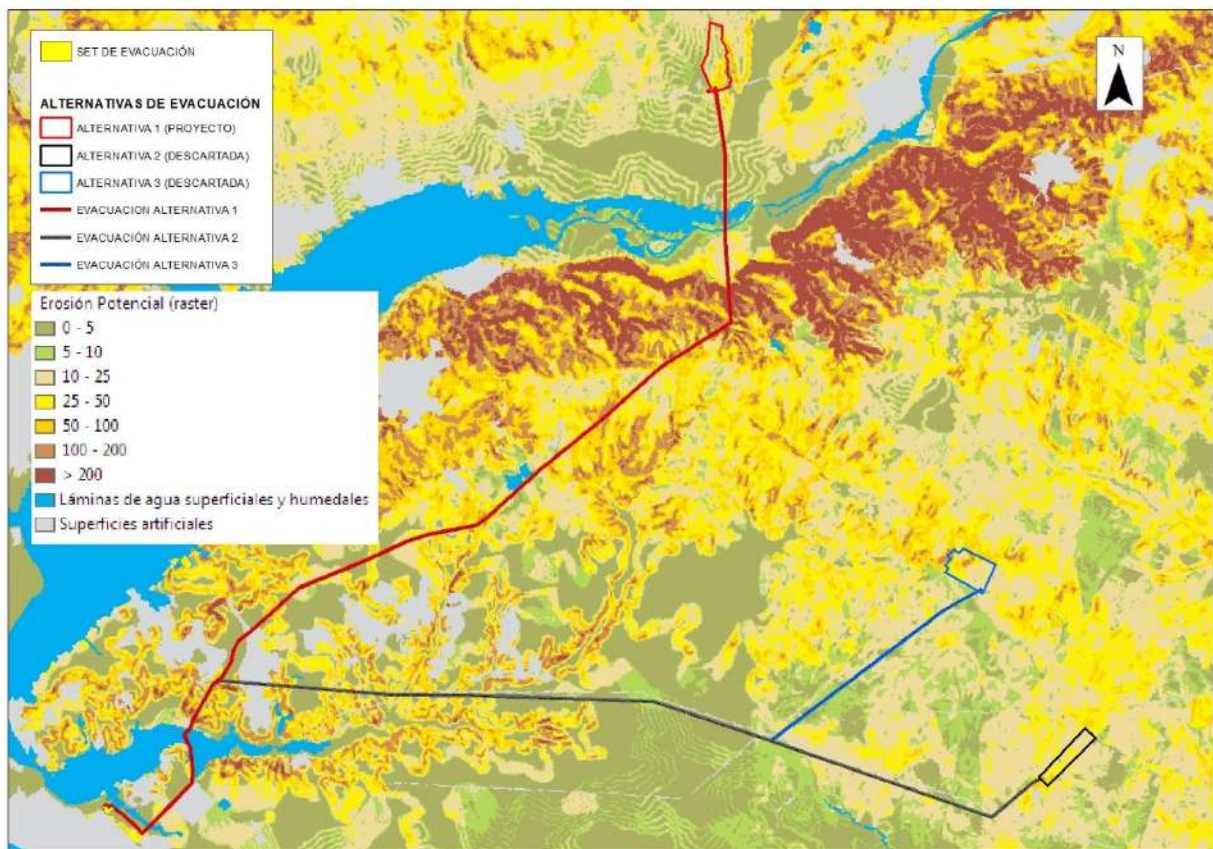 SET DE EVACUACIÓN
ALTERNATIVAS DE EVACUACIÓN
ALTERNATIVA 1 (PROYECTO)
ALTERNATIVA 2 (DESCARTADA)
ALTERNATIVA 3 (DESCARTADA)
EVACUACION ALTERNATIVA 1
EVACUACIÓN ALTERNATIVA 2
EVACUACIÓN ALTERNATIVA 3
Erosión Potencial (raster)
0 - 5
5 - 10
10 - 25
25 - 50
50 - 100
100 - 200
> 200
Láminas de agua superficiales y humedales
Superficies artificiales
N